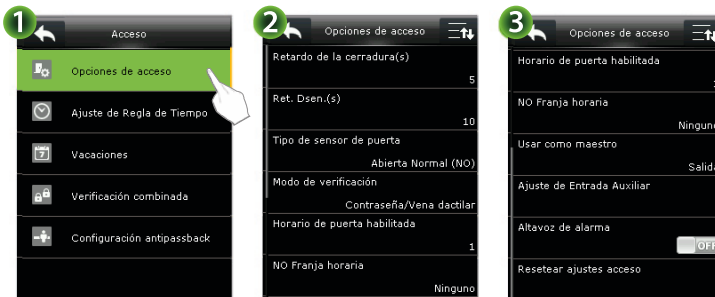 1
Acceso
Opciones de acceso
Ajuste de Regla de Tiempo
Vacaciones
Verificación combinada
Configuración antipassback
2
Opciones de acceso
Retardo de la cerradura(s)
5
Ret. Dsen.(s)
10
Tipo de sensor de puerta
Abierta Normal (NO)
Modo de verificación
Contraseña/Vena dactilar
Horario de puerta habilitada
1
NO Franja horaria
Ninguno
3
Opciones de acceso
Horario de puerta habilitada
1
NO Franja horaria
Ninguno
Usar como maestro
Salida
Ajuste de Entrada Auxiliar
Altavoz de alarma
OFF
Resetear ajustes acceso